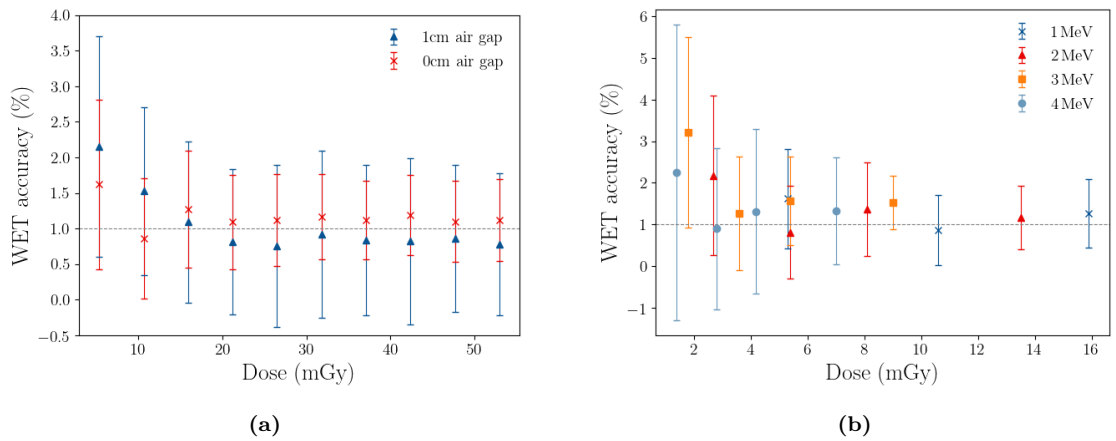 4.0
3.5
3.0
2.5
2.0
1.5
1.0
0.5
0.0
−0.5
WET accuracy (%)
1cm air gap
0cm air gap
10 20 30 40 50
Dose (mGy)
(a)
6
5
4
3
2
1
0
−1
WET accuracy (%)
1 MeV
2 MeV
3 MeV
4 MeV
2 4 6 8 10 12 14 16
Dose (mGy)
(b)